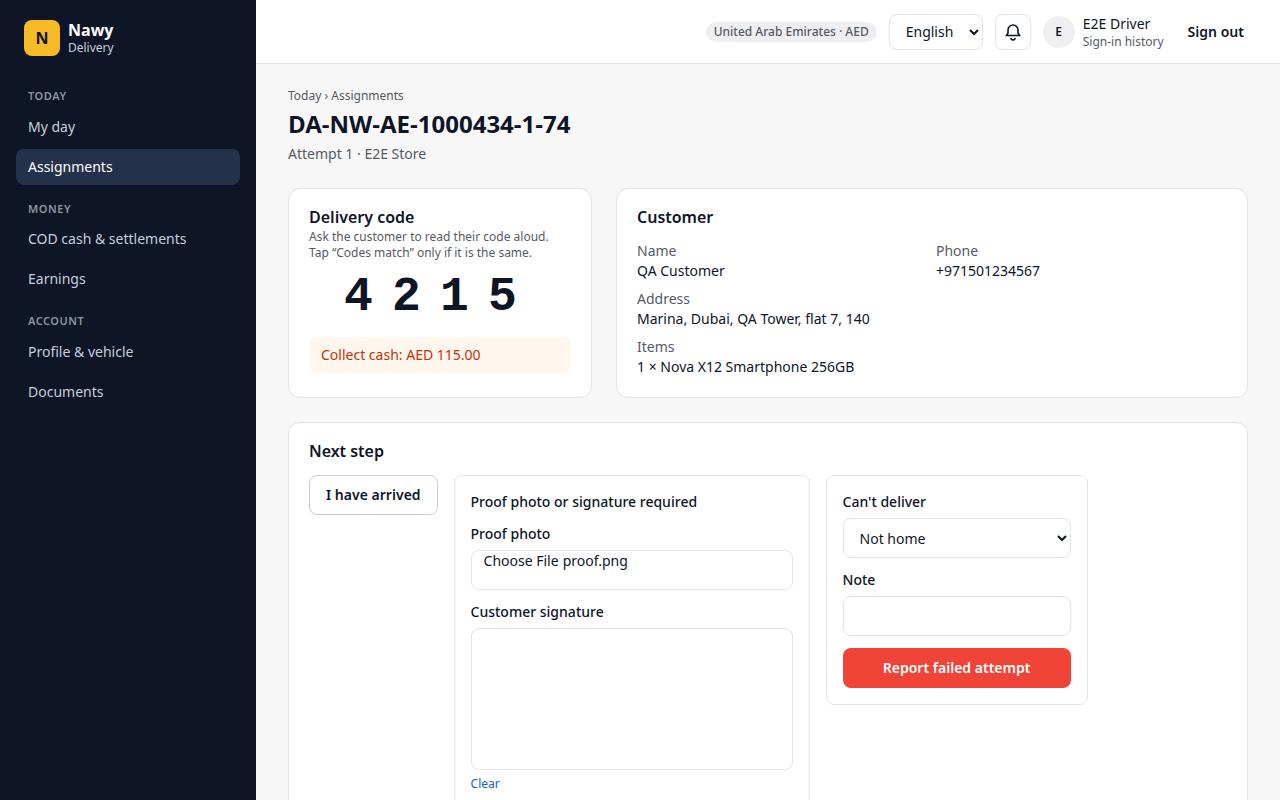 N
Nawy
Delivery
TODAY
My day
Assignments
MONEY
COD cash & settlements
Earnings
ACCOUNT
Profile & vehicle
Documents
United Arab Emirates · AED
English
E
E2E Driver
Sign-in history
Sign out
Today › Assignments
DA-NW-AE-1000434-1-74
Attempt 1 · E2E Store
Delivery code
Ask the customer to read their code aloud.
Tap “Codes match” only if it is the same.
4 2 1 5
Collect cash: AED 115.00
Customer
Name
QA Customer
Phone
+971501234567
Address
Marina, Dubai, QA Tower, flat 7, 140
Items
1 × Nova X12 Smartphone 256GB
Next step
I have arrived
Proof photo or signature required
Proof photo
Choose File proof.png
Customer signature
Clear
Can't deliver
Not home
Note
Report failed attempt